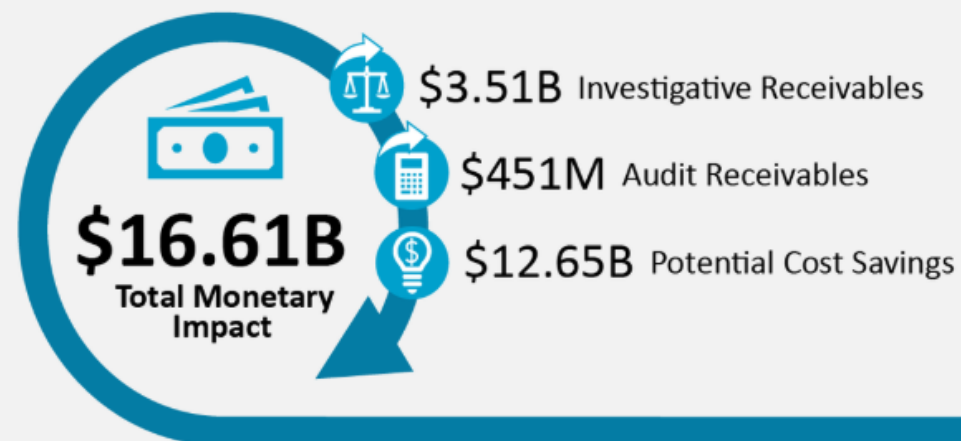 $3.51B Investigative Receivables
$451M Audit Receivables
$16.61B
Total Monetary
Impact
$12.65B Potential Cost Savings
$